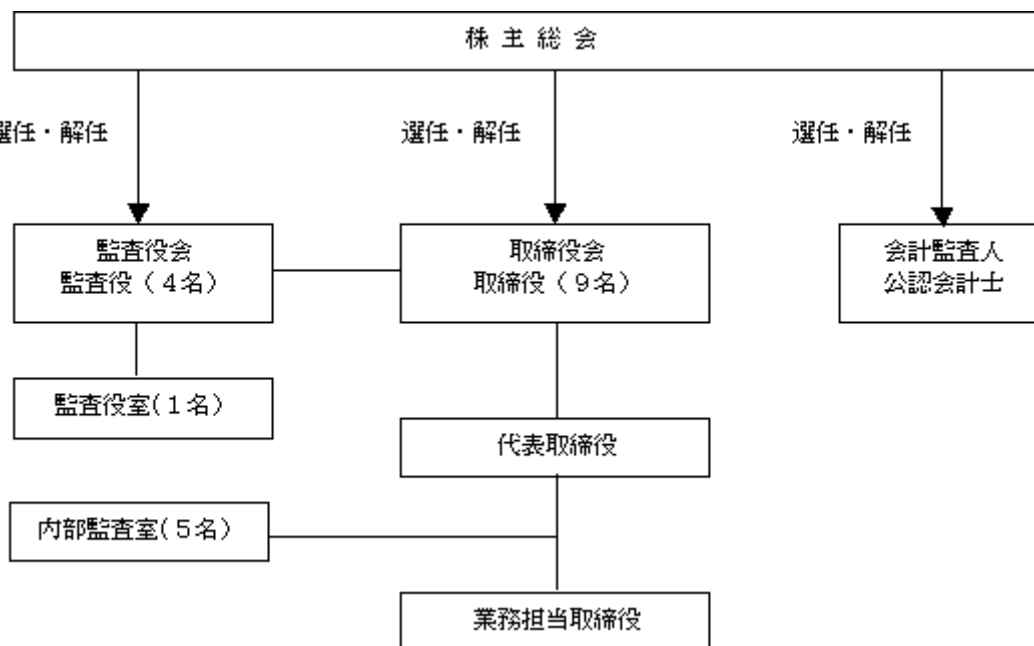 株 主 総 会
選任・解任
選任・解任
選任・解任
監査役会
監査役（４名）
取締役会
取締役（９名）
会計監査人
公認会計士
監査役室(１名）
代表取締役
内部監査室(５名）
業務担当取締役